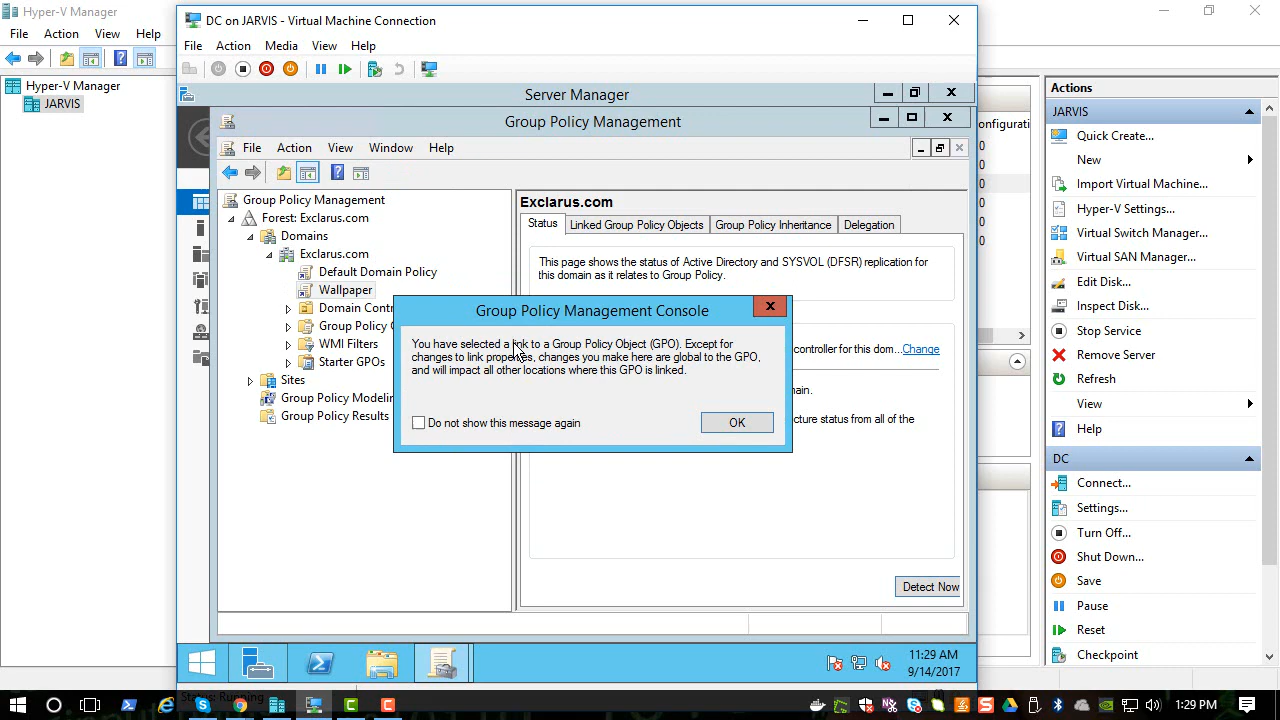 Hyper-V Manager
File Action View Help
Hyper-V Manager
JARVIS
DC on JARVIS - Virtual Machine Connection
File Action Media View Help
Server Manager
Group Policy Management
File Action View Window Help
Group Policy Management
Forest: Exclarus.com
Domains
Exclarus.com
Default Domain Policy
Wallpaper
Domain Contr
Group Policy O
WMI Filters
Starter GPOs
Sites
Group Policy Modelin
Group Policy Results
Exclarus.com
Status Linked Group Policy Objects Group Policy Inheritance Delegation
This page shows the status of Active Directory and SYSVOL (DFSR) replication for
this domain as it relates to Group Policy.
controller for this dom... Change
main.
cture status from all of the
Detect Now
Group Policy Management Console
You have selected a link to a Group Policy Object (GPO). Except for
changes to link properties, changes you make here are global to the GPO,
and will impact all other locations where this GPO is linked.
Do not show this message again
OK
11:29 AM
9/14/2017
Status: Running
onfigurati
0
0
0
0
0
0
Actions
JARVIS
Quick Create...
New
Import Virtual Machine...
Hyper-V Settings...
Virtual Switch Manager...
Virtual SAN Manager...
Edit Disk...
Inspect Disk...
Stop Service
Remove Server
Refresh
View
Help
DC
Connect...
Settings...
Turn Off...
Shut Down...
Save
Pause
Reset
Checkpoint
1:29 PM